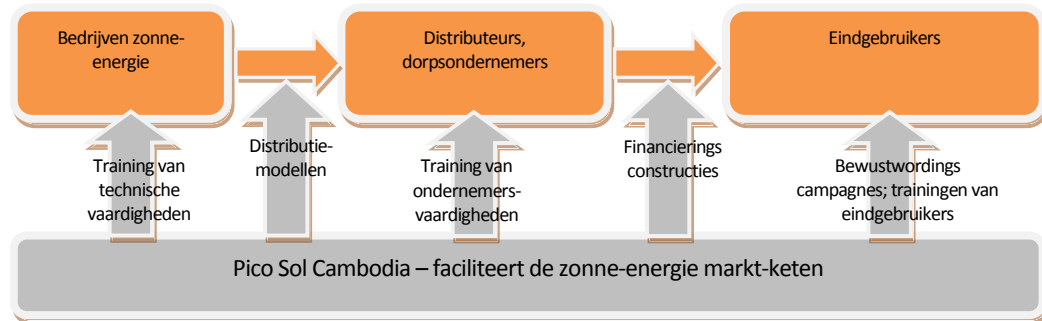 Bedrijven zonne-
energie
Distributeurs,
dorpsondernemers
Eindgebruikers
Training van
technische
vaardigheden
Distributie-
modellen
Training van
ondernemers-
vaardigheden
Financierings
constructies
Bewustwordings
campagnes; trainingen van
eindgebruikers
Pico Sol Cambodia – faciliteert de zonne-energie markt-keten